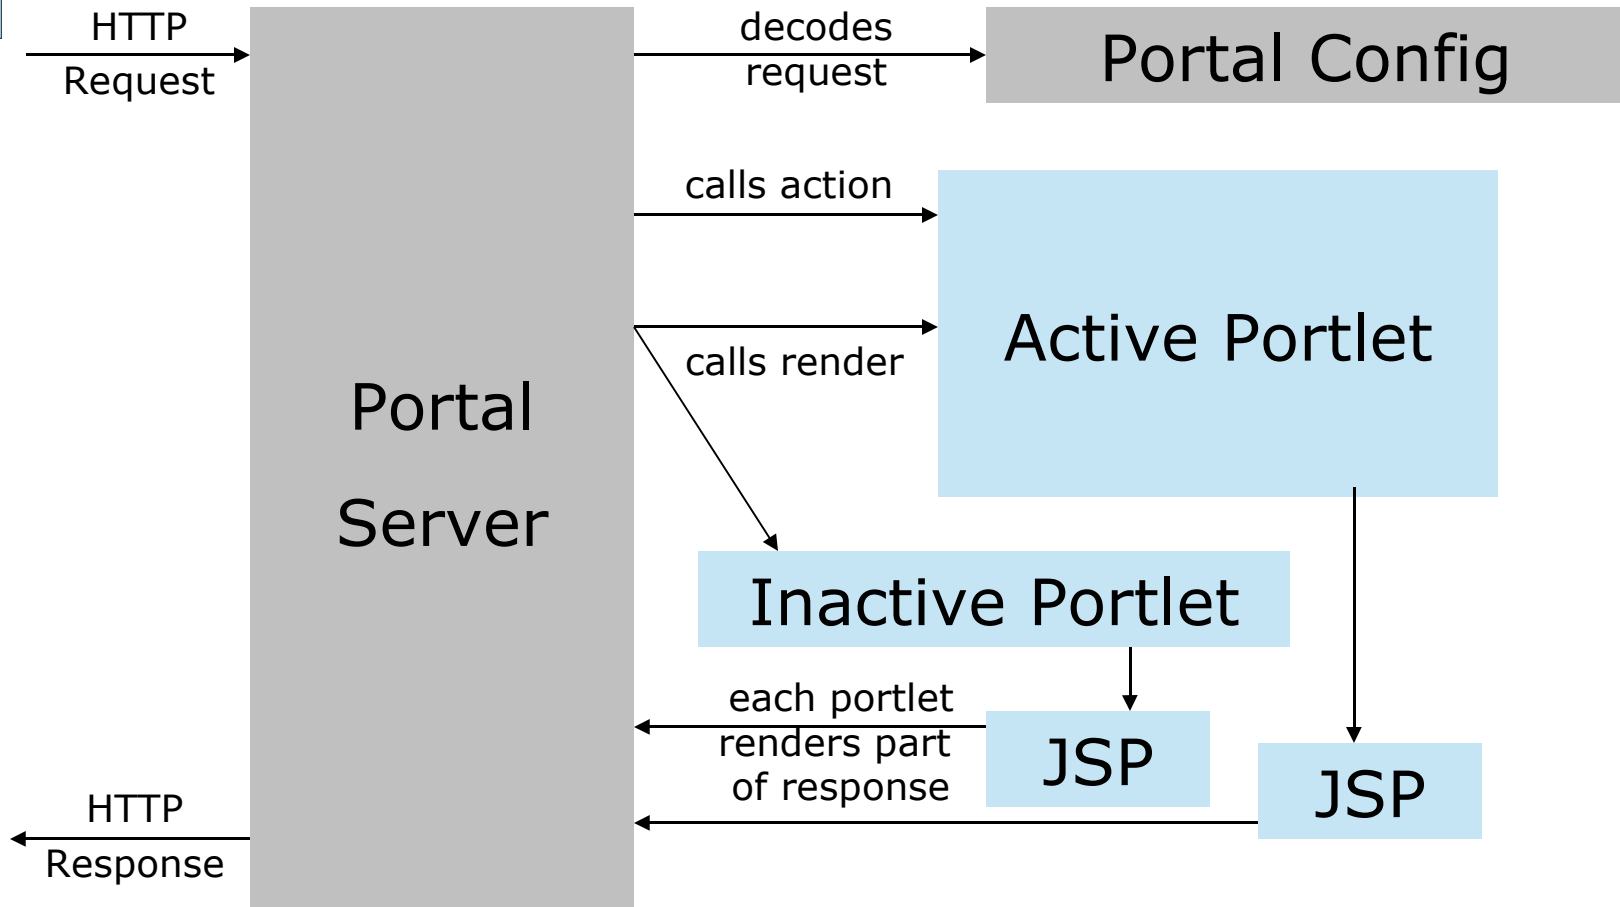 HTTP
Request
decodes
request
Portal Config
calls action
calls render
Active Portlet
Portal
Server
Inactive Portlet
each portlet
renders part
of response
JSP
JSP
HTTP
Response